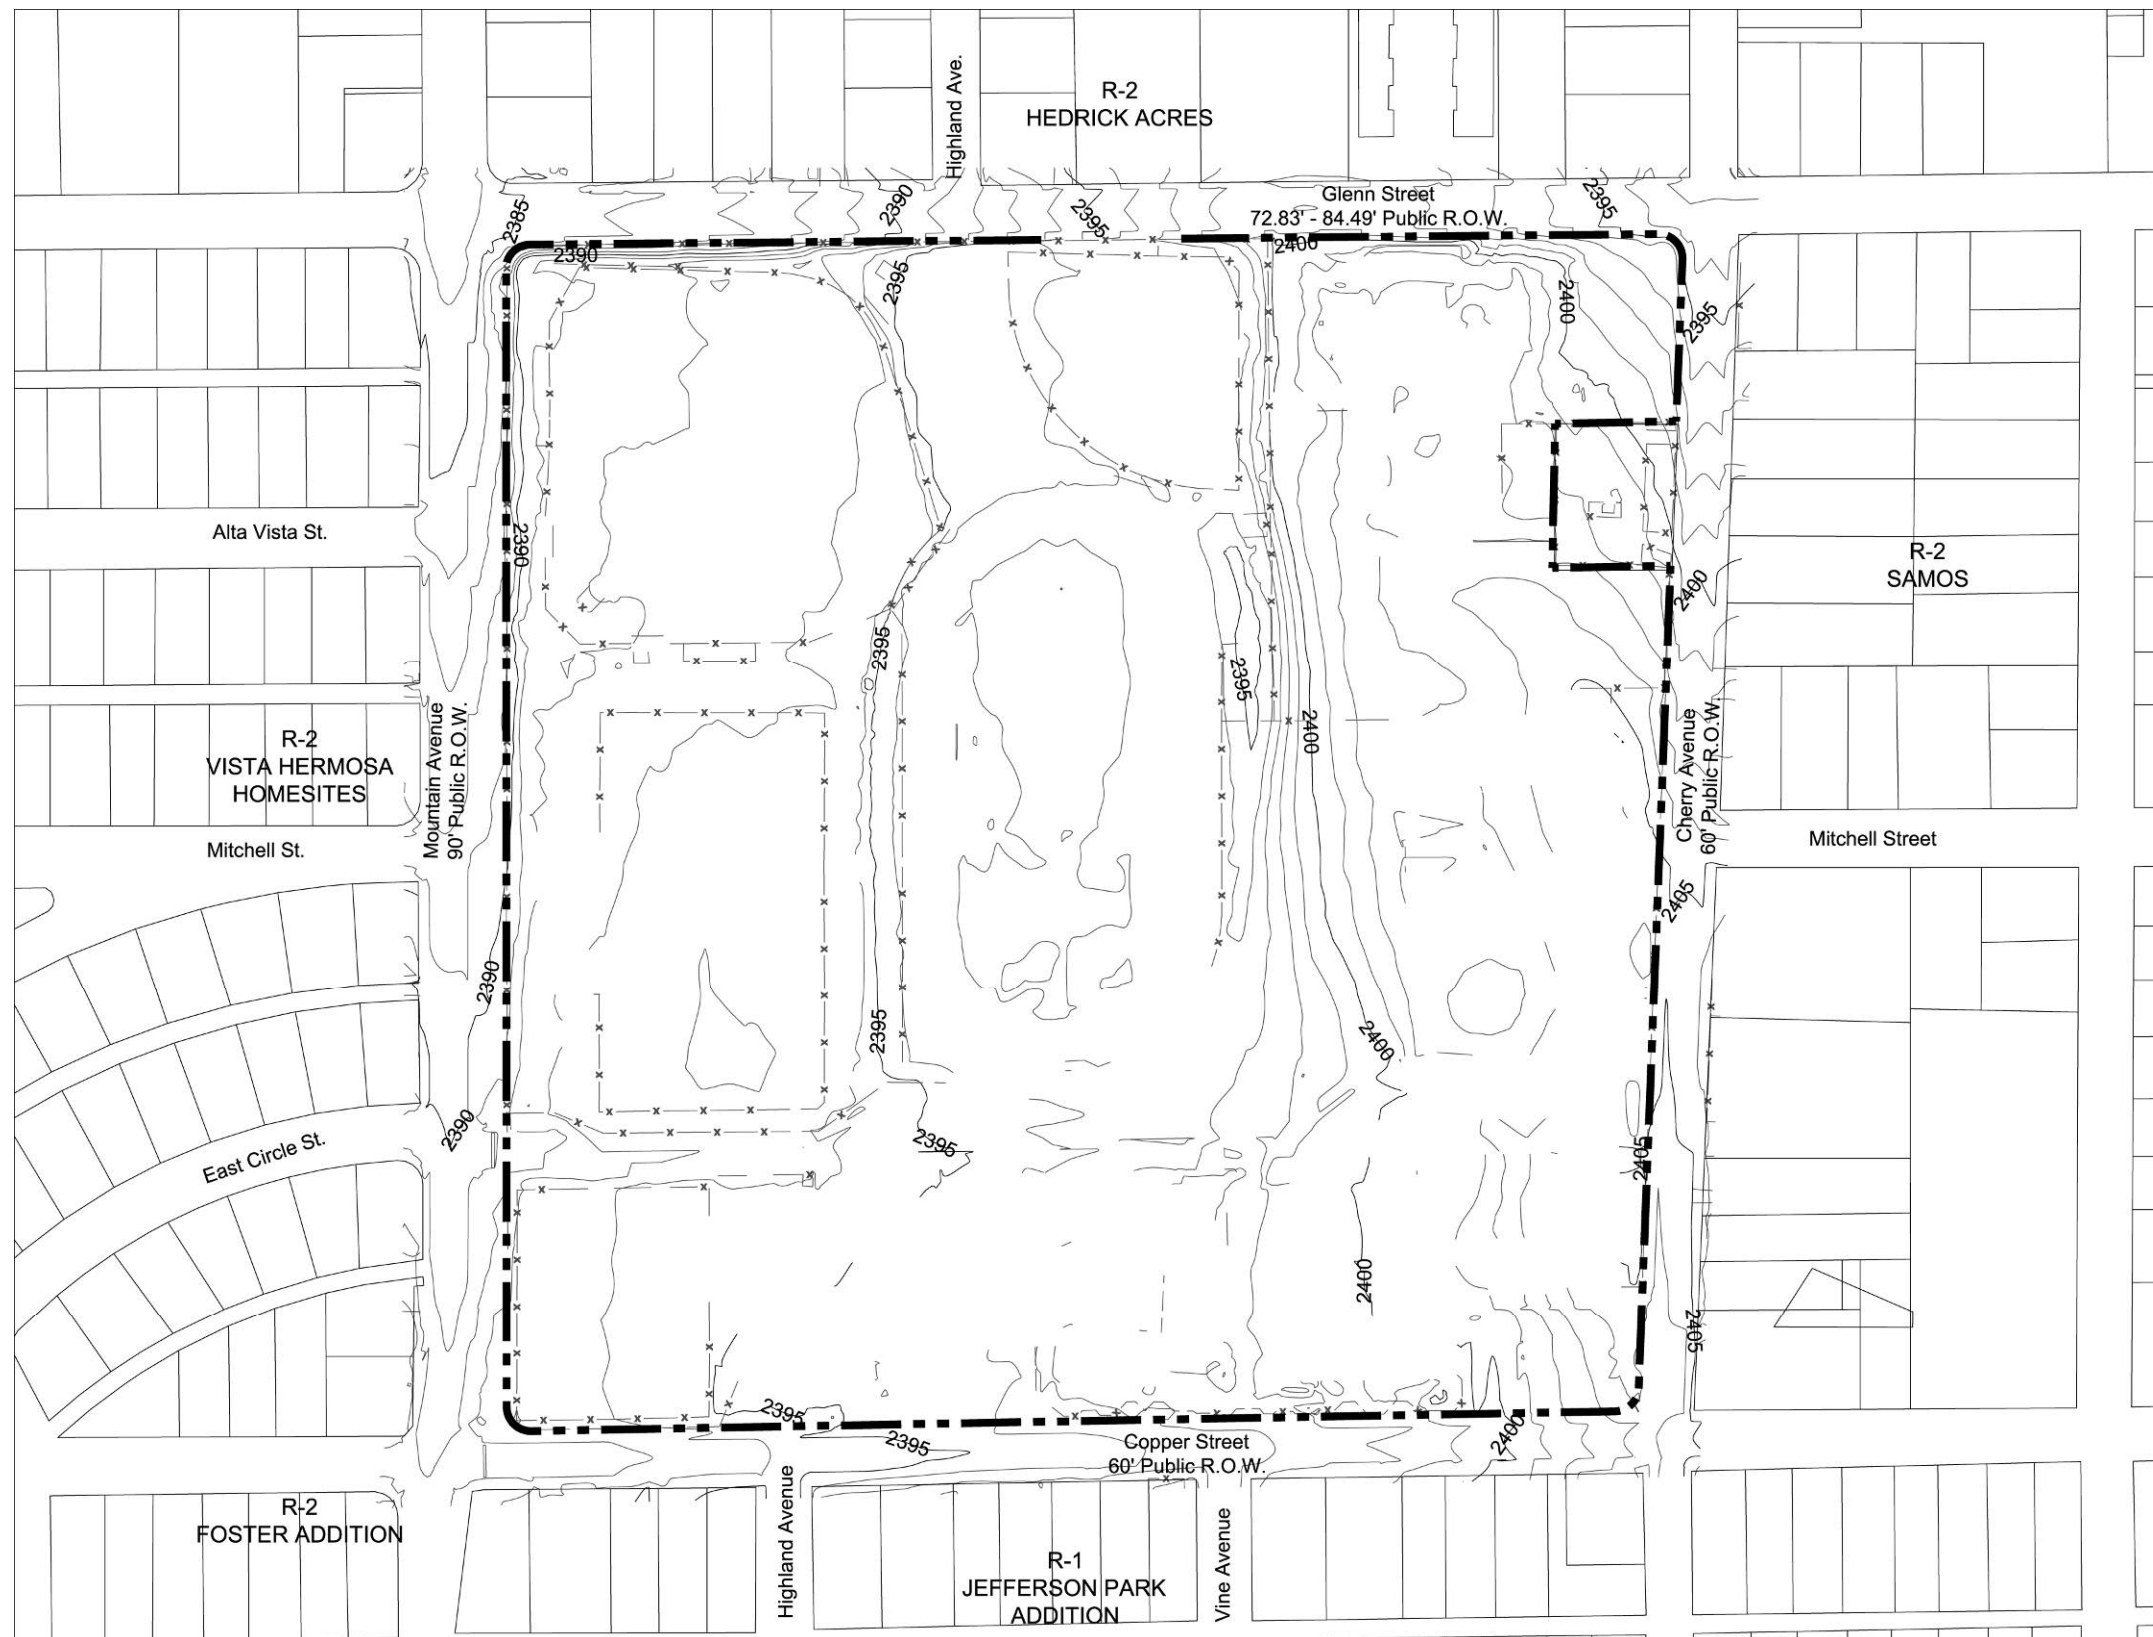 Highland Ave.
R-2
HEDRICK ACRES
Glenn Street
72.83' - 84.49' Public R.O.W.
2385
2390
2395
2395
2390
2395
2400
2400
2395
Alta Vista St.
2390
R-2
SAMOS
2400
2395
2395
2400
R-2
VISTA HERMOSA
HOMESITES
Mountain Avenue
90' Public R.O.W.
Cherry Avenue
60' Public R.O.W.
Mitchell St.
Mitchell Street
2405
2390
2395
2400
2390
2395
East Circle St.
2405
2400
2405
2395
2395
Copper Street
60' Public R.O.W.
2400
R-2
FOSTER ADDITION
Highland Avenue
R-1
JEFFERSON PARK
ADDITION
Vine Avenue